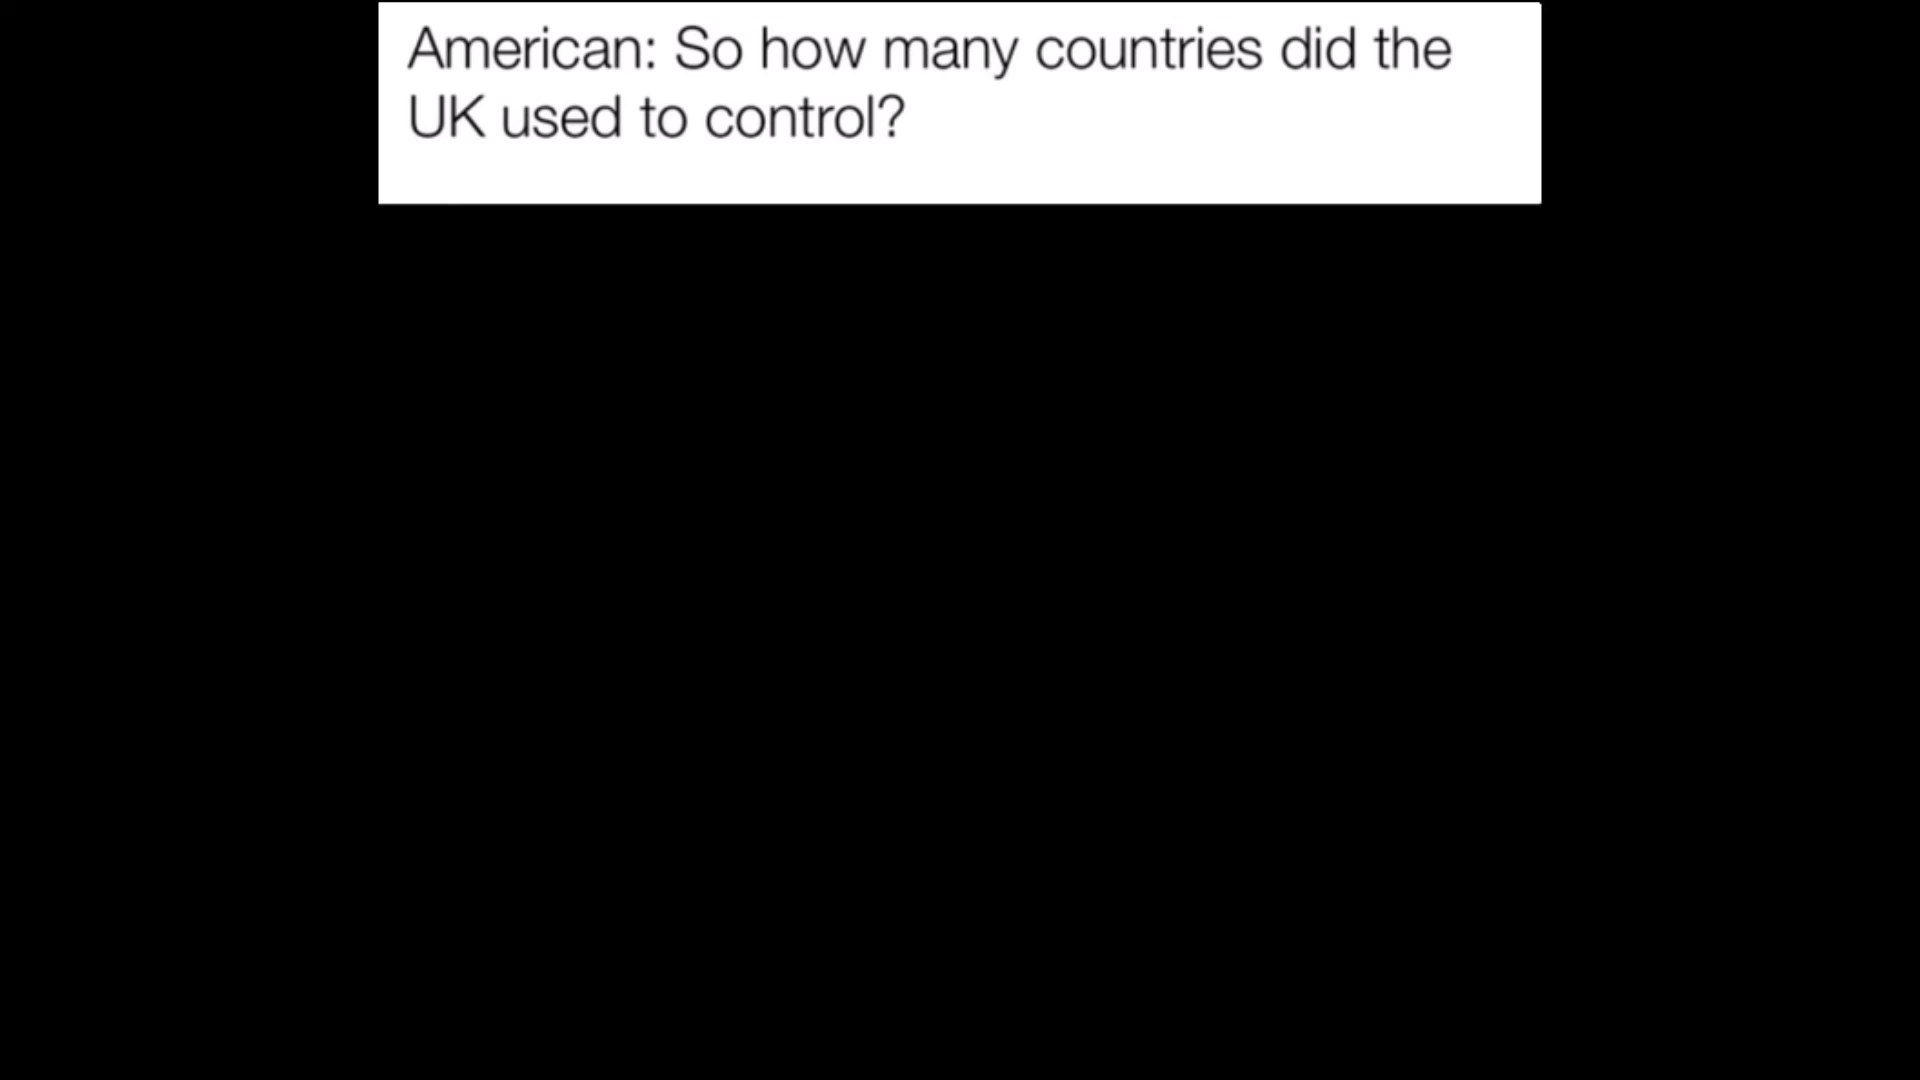 American: So how many countries did the
UK used to control?